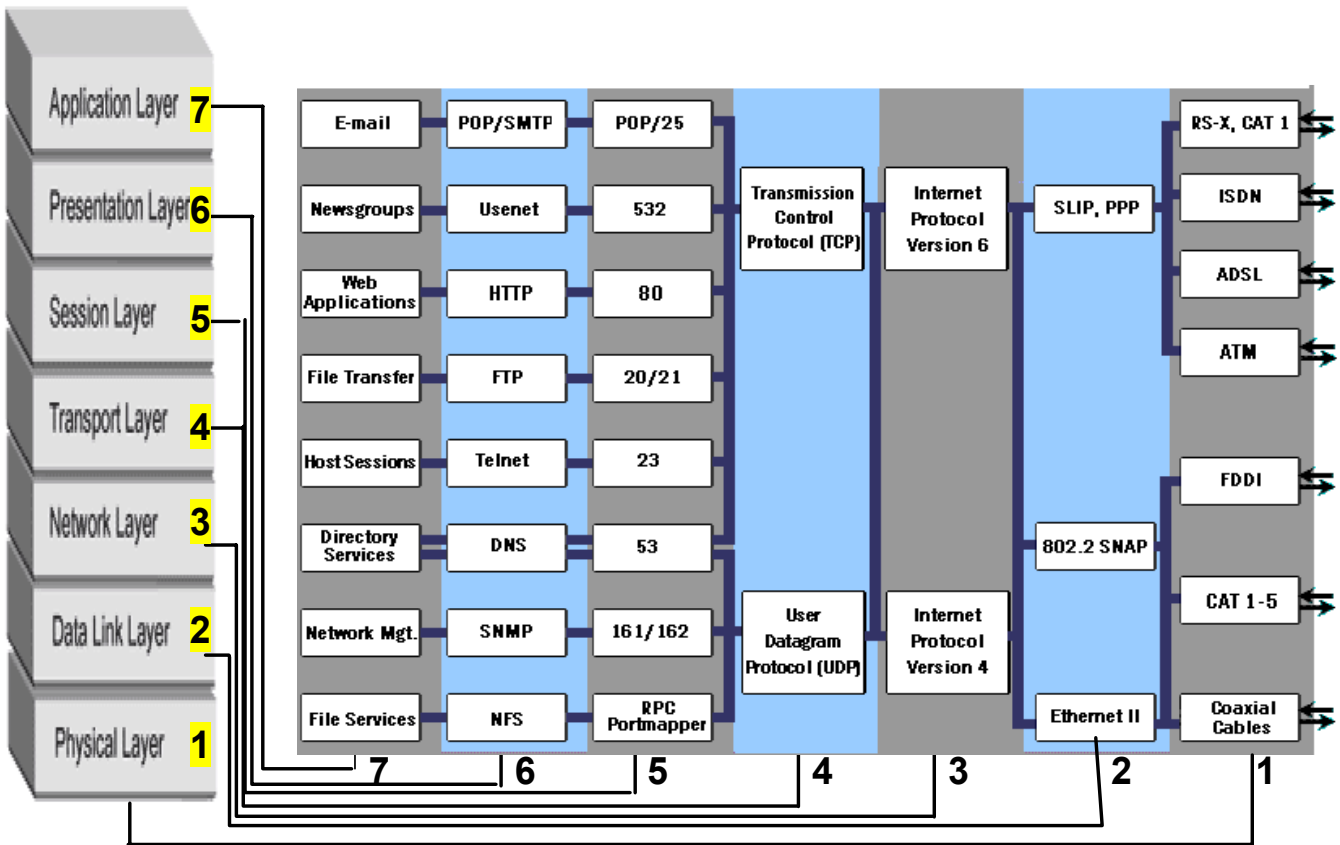 Application Layer 7
Presentation Layer 6
Session Layer 5
Transport Layer 4
Network Layer 3
Data Link Layer 2
Physical Layer 1
E-mail
POP/SMTP
POP/25
Newsgroups
Usenet
532
Web
Applications
HTTP
80
File Transfer
FTP
20/21
Host Sessions
Telnet
23
Directory
Services
DNS
53
Network Mgt.
SNMP
161/162
File Services
NFS
RPC
Portmapper
Transmission
Control
Protocol (TCP)
User
Datagram
Protocol (UDP)
Internet
Protocol
Version 6
Internet
Protocol
Version 4
SLIP, PPP
802.2 SNAP
Ethernet II
RS-X, CAT 1
ISDN
ADSL
ATM
FDDI
CAT 1-5
Coaxial
Cables
7 6 5 4 3 2 1